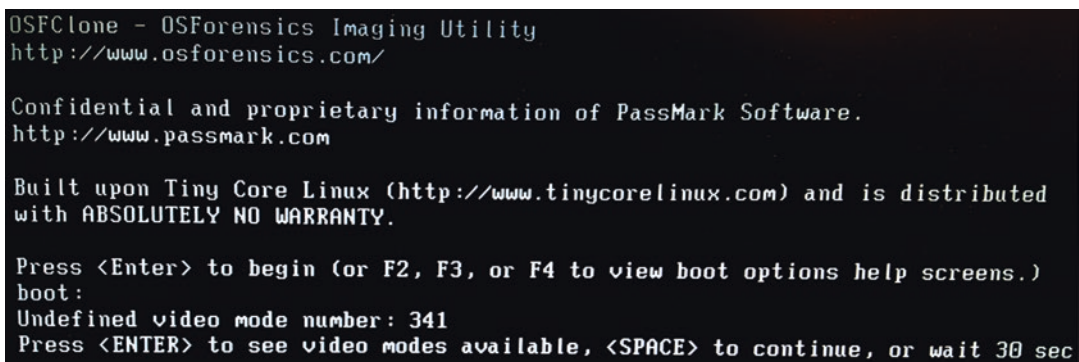 OSFClone - OSForensics Imaging Utility
http://www.osforensics.com/
Confidential and proprietary information of PassMark Software.
http://www.passmark.com
Built upon Tiny Core Linux (http://www.tinycorelinux.com) and is distributed
with ABSOLUTELY NO WARRANTY.
Press <Enter> to begin (or F2, F3, or F4 to view boot options help screens.)
boot:
Undefined video mode number: 341
Press <ENTER> to see video modes available, <SPACE> to continue, or wait 30 sec